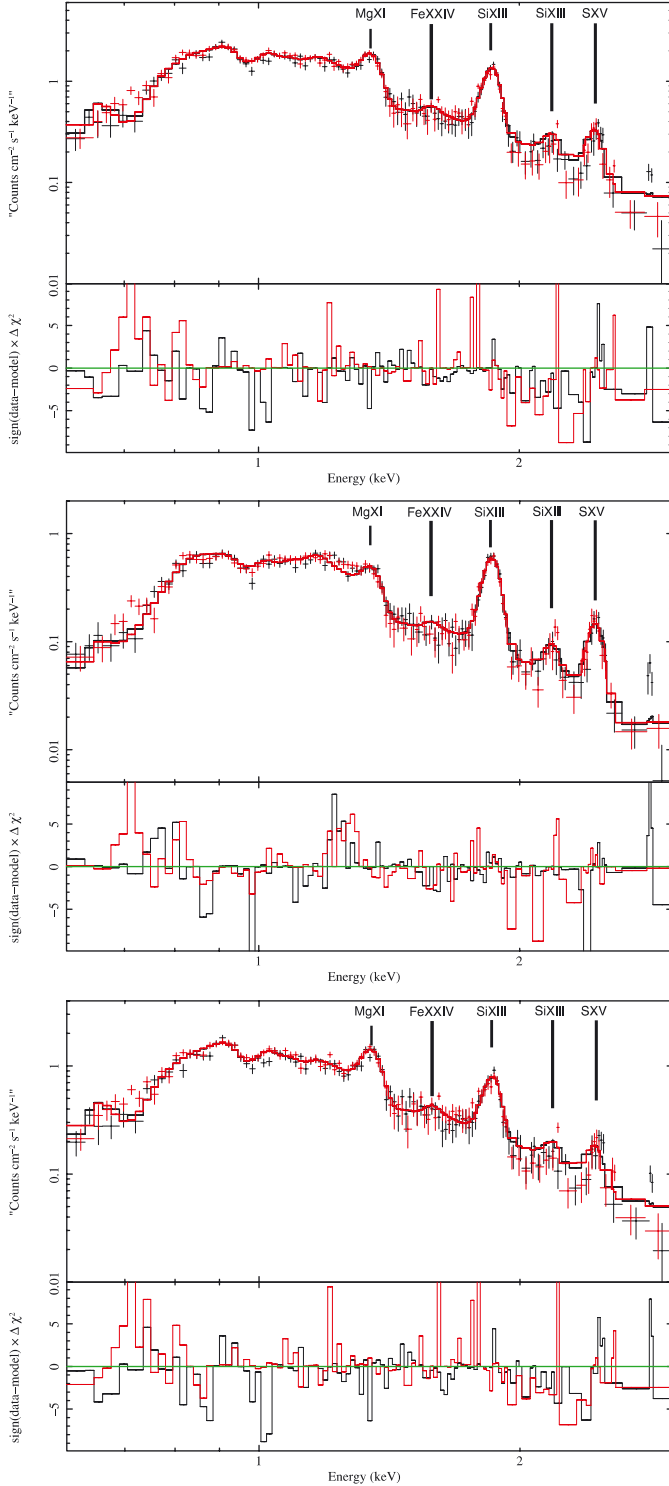 MgXI FeXXIV SiXIII SiXIII SXV
"Counts cm⁻² s⁻¹ keV⁻¹"
1
0.1
0.01
sign(data−model) × Δ χ²
5
0
−5
1 2
Energy (keV)
MgXI FeXXIV SiXIII SiXIII SXV
"Counts cm⁻² s⁻¹ keV⁻¹"
1
0.1
0.01
sign(data−model) × Δ χ²
5
0
−5
1 2
Energy (keV)
MgXI FeXXIV SiXIII SiXIII SXV
"Counts cm⁻² s⁻¹ keV⁻¹"
1
0.1
0.01
sign(data−model) × Δ χ²
5
0
−5
1 2
Energy (keV)